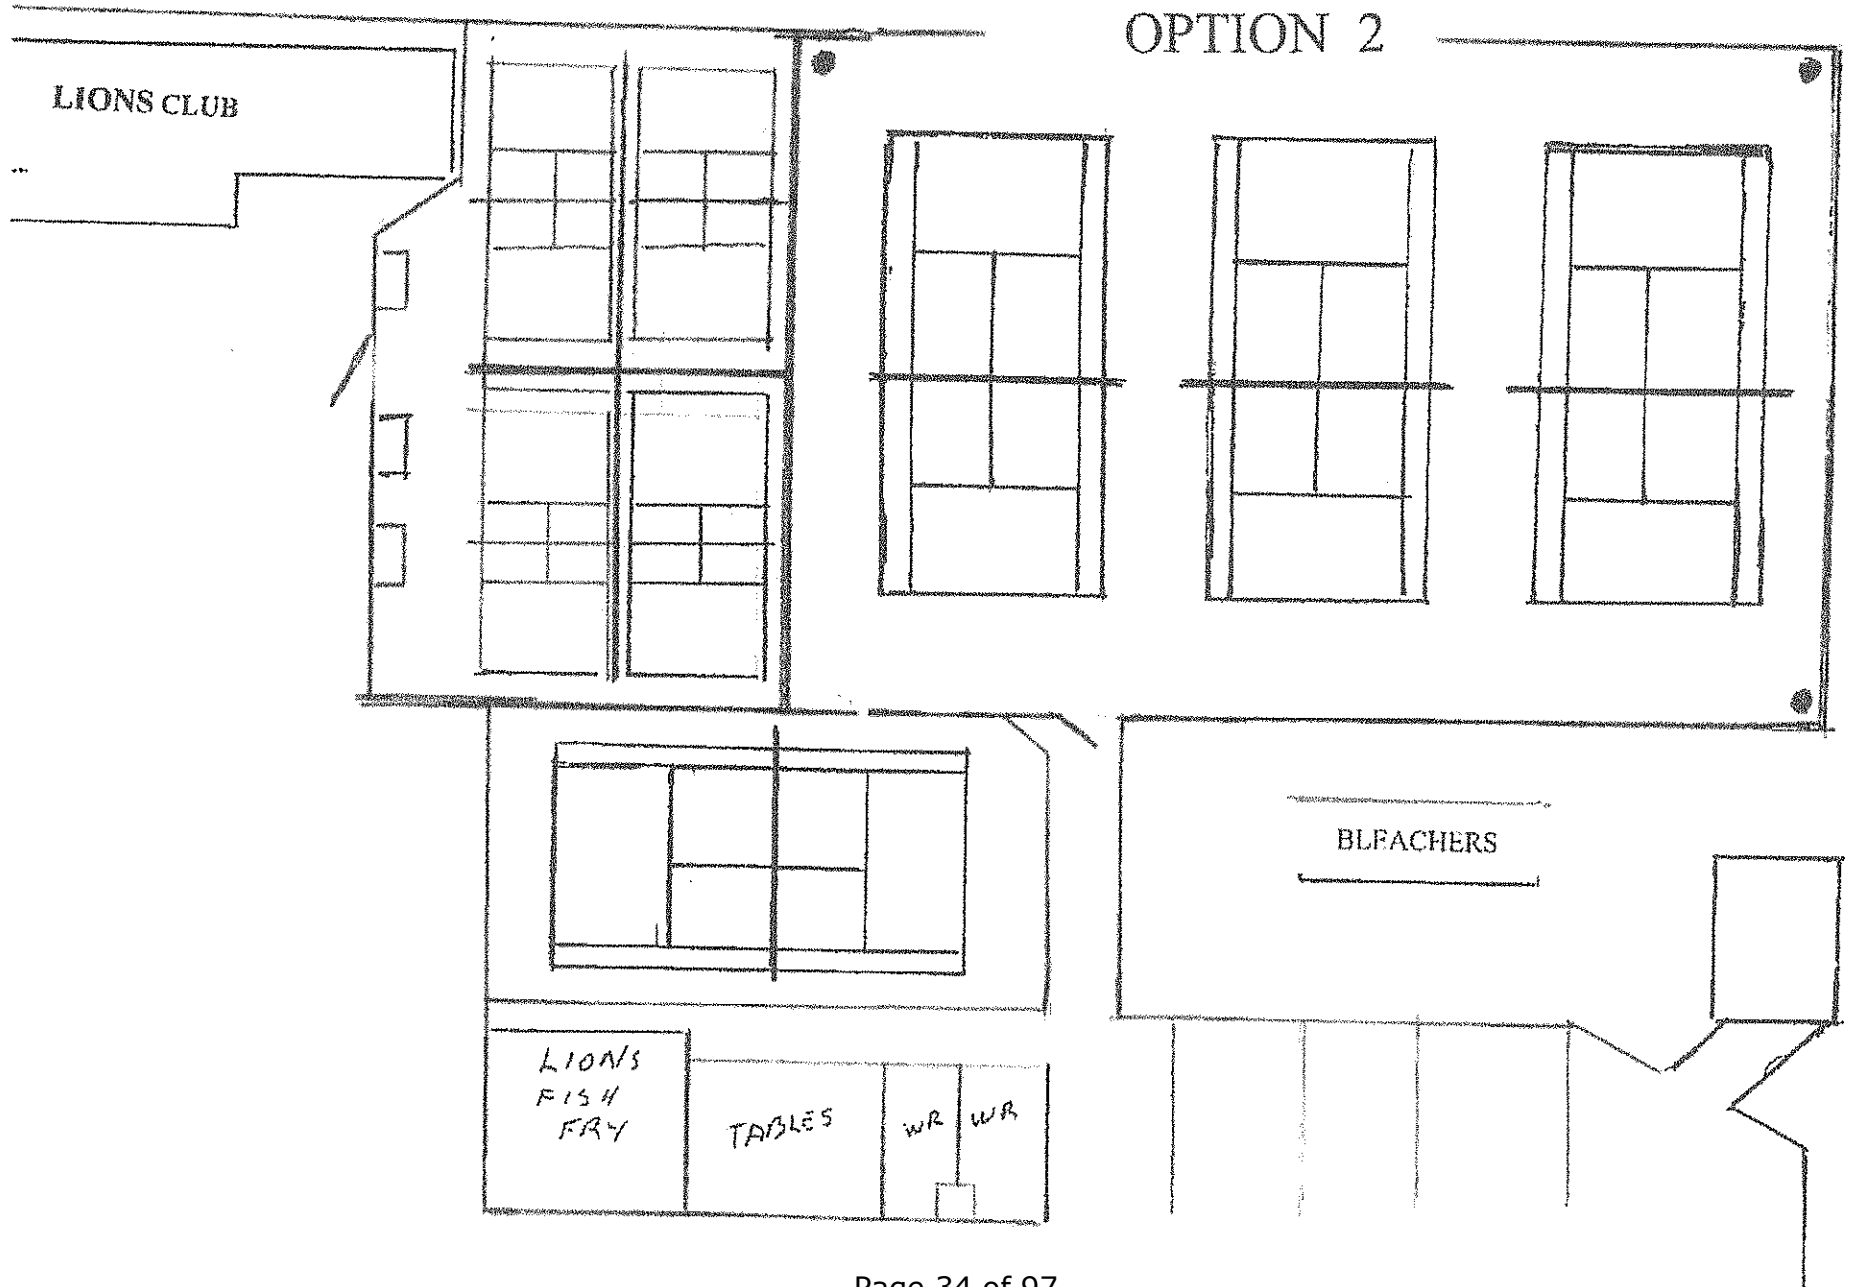 OPTION 2
LIONS CLUB
BLEACHERS
LIONS
FISH
FRY
TABLES
WR
WR
Page 34 of 97